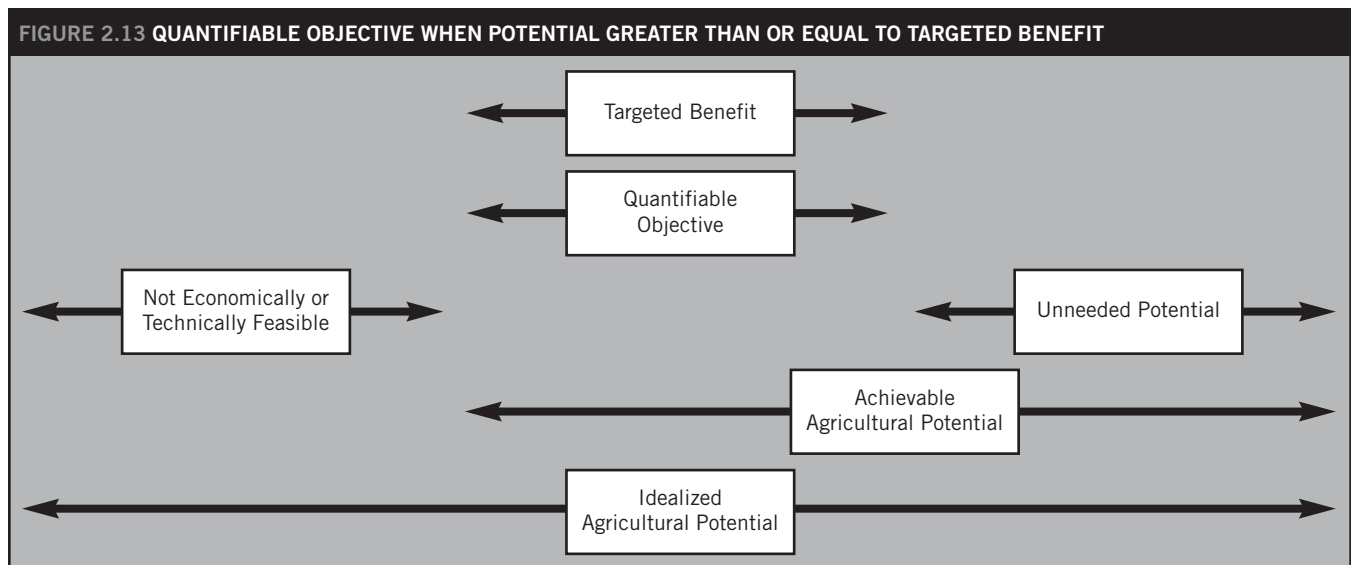 FIGURE 2.13 QUANTIFIABLE OBJECTIVE WHEN POTENTIAL GREATER THAN OR EQUAL TO TARGETED BENEFIT
Targeted Benefit
Quantifiable
Objective
Not Economically or
Technically Feasible
Unneeded Potential
Achievable
Agricultural Potential
Idealized
Agricultural Potential